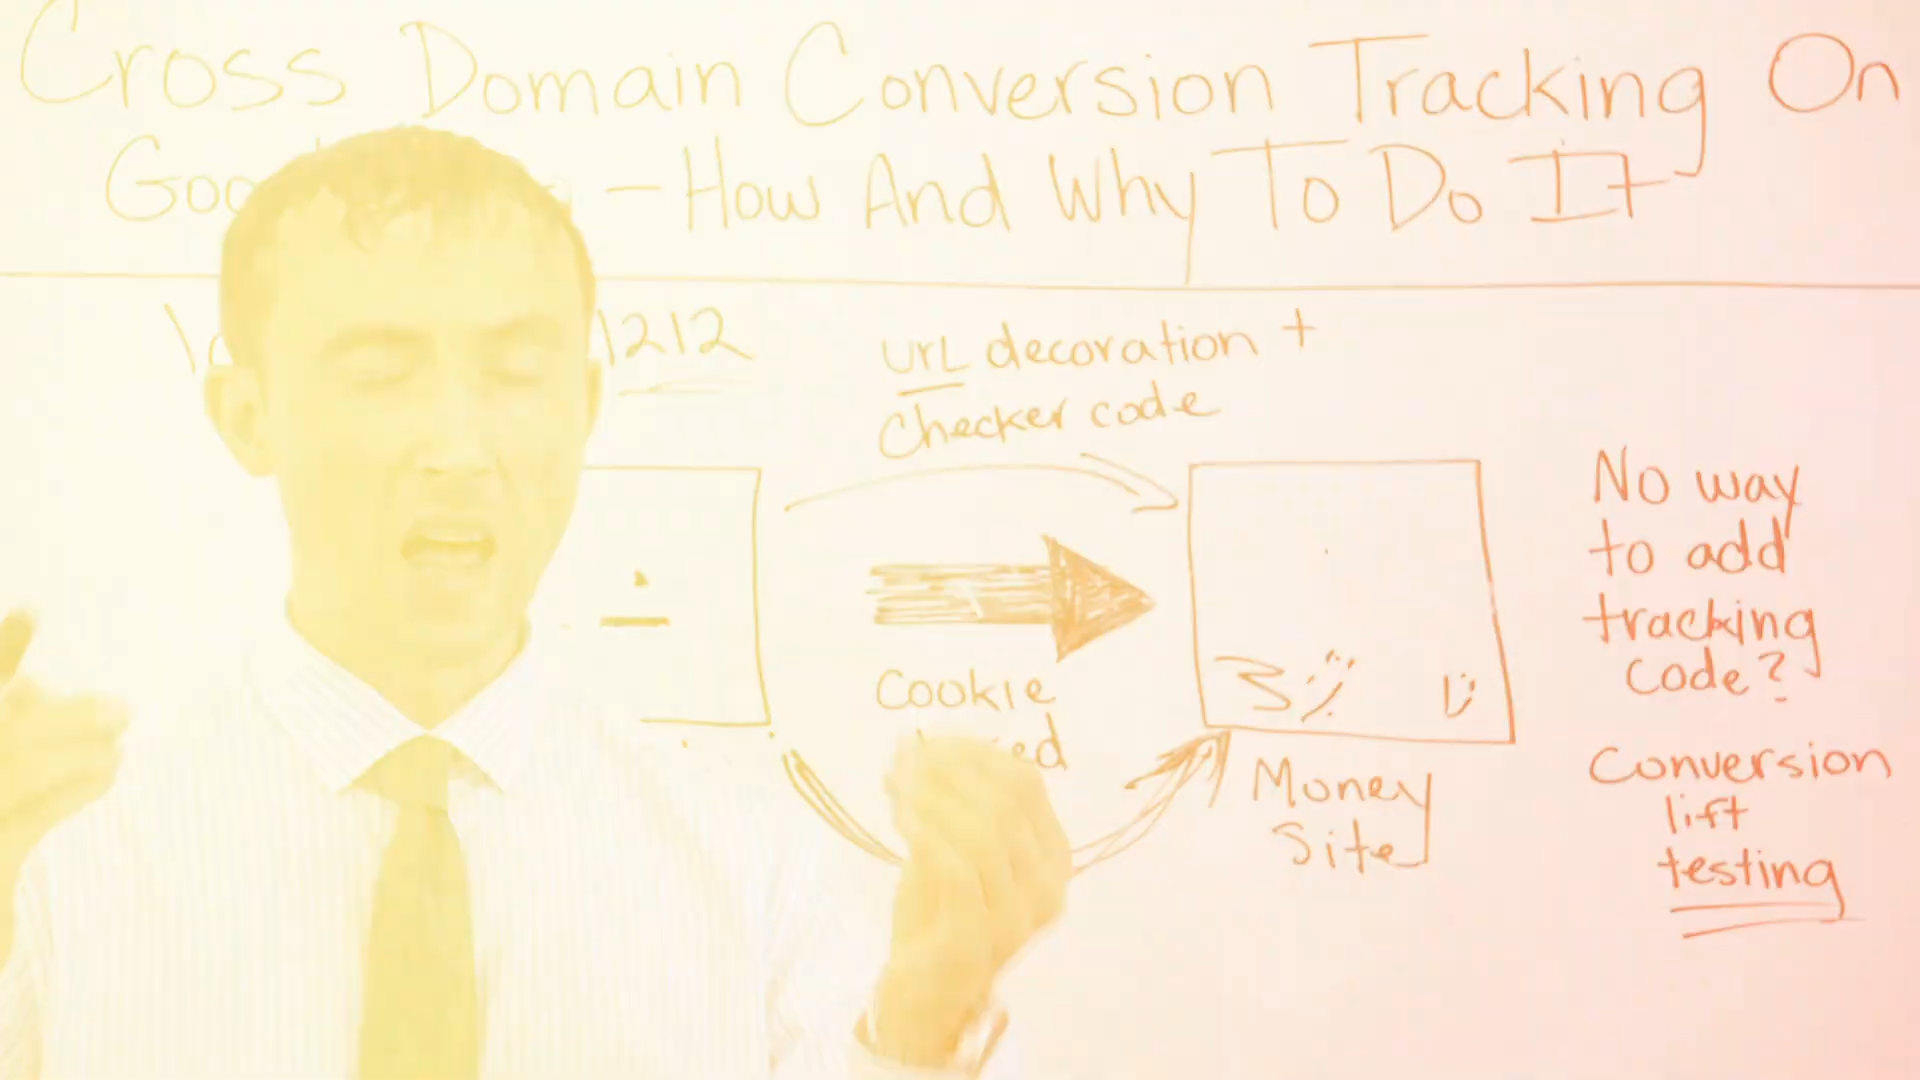 Cross Domain Conversion Tracking On
Goo - How And Why To Do It
1212
url decoration +
checker code
No way
to add
tracking
code?
Cookie
Money
Site
Conversion
lift
testing